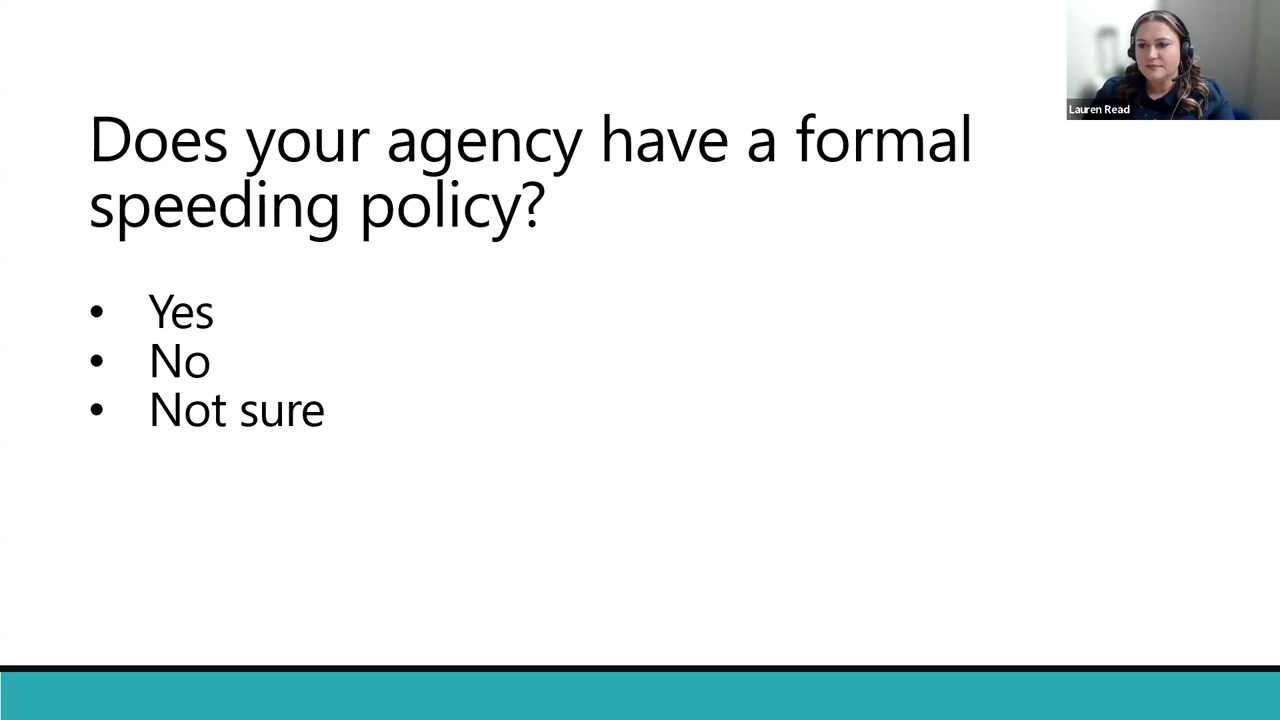 Lauren Read
Does your agency have a formal
speeding policy?
• Yes
• No
• Not sure